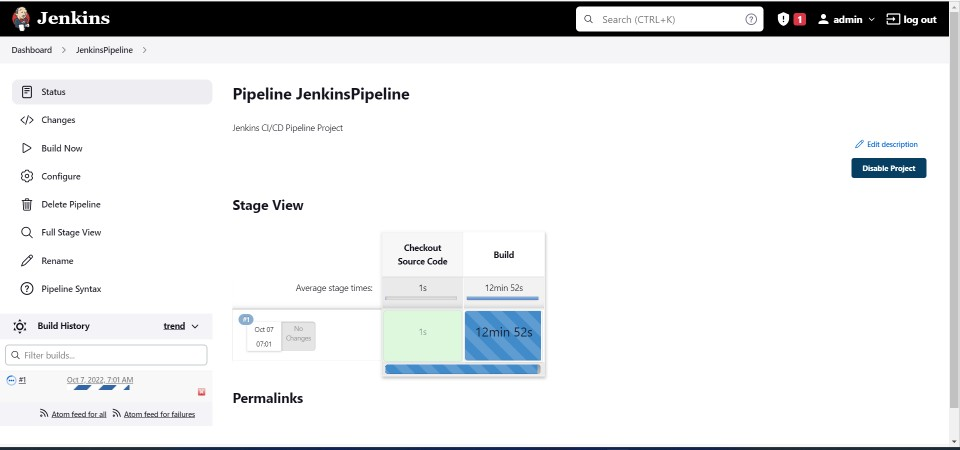 Jenkins
Search (CTRL+K)
1
admin
log out
Dashboard
JenkinsPipeline
Status
Changes
Build Now
Configure
Delete Pipeline
Full Stage View
Rename
Pipeline Syntax
Build History
trend
Filter builds...
#1
Oct 7, 2022, 7:01 AM
Atom feed for all
Atom feed for failures
Pipeline JenkinsPipeline
Jenkins CI/CD Pipeline Project
Edit description
Disable Project
Stage View
Checkout
Source Code
Build
Average stage times:
1s
12min 52s
#1
Oct 07
07:01
No
Changes
1s
12min 52s
Permalinks